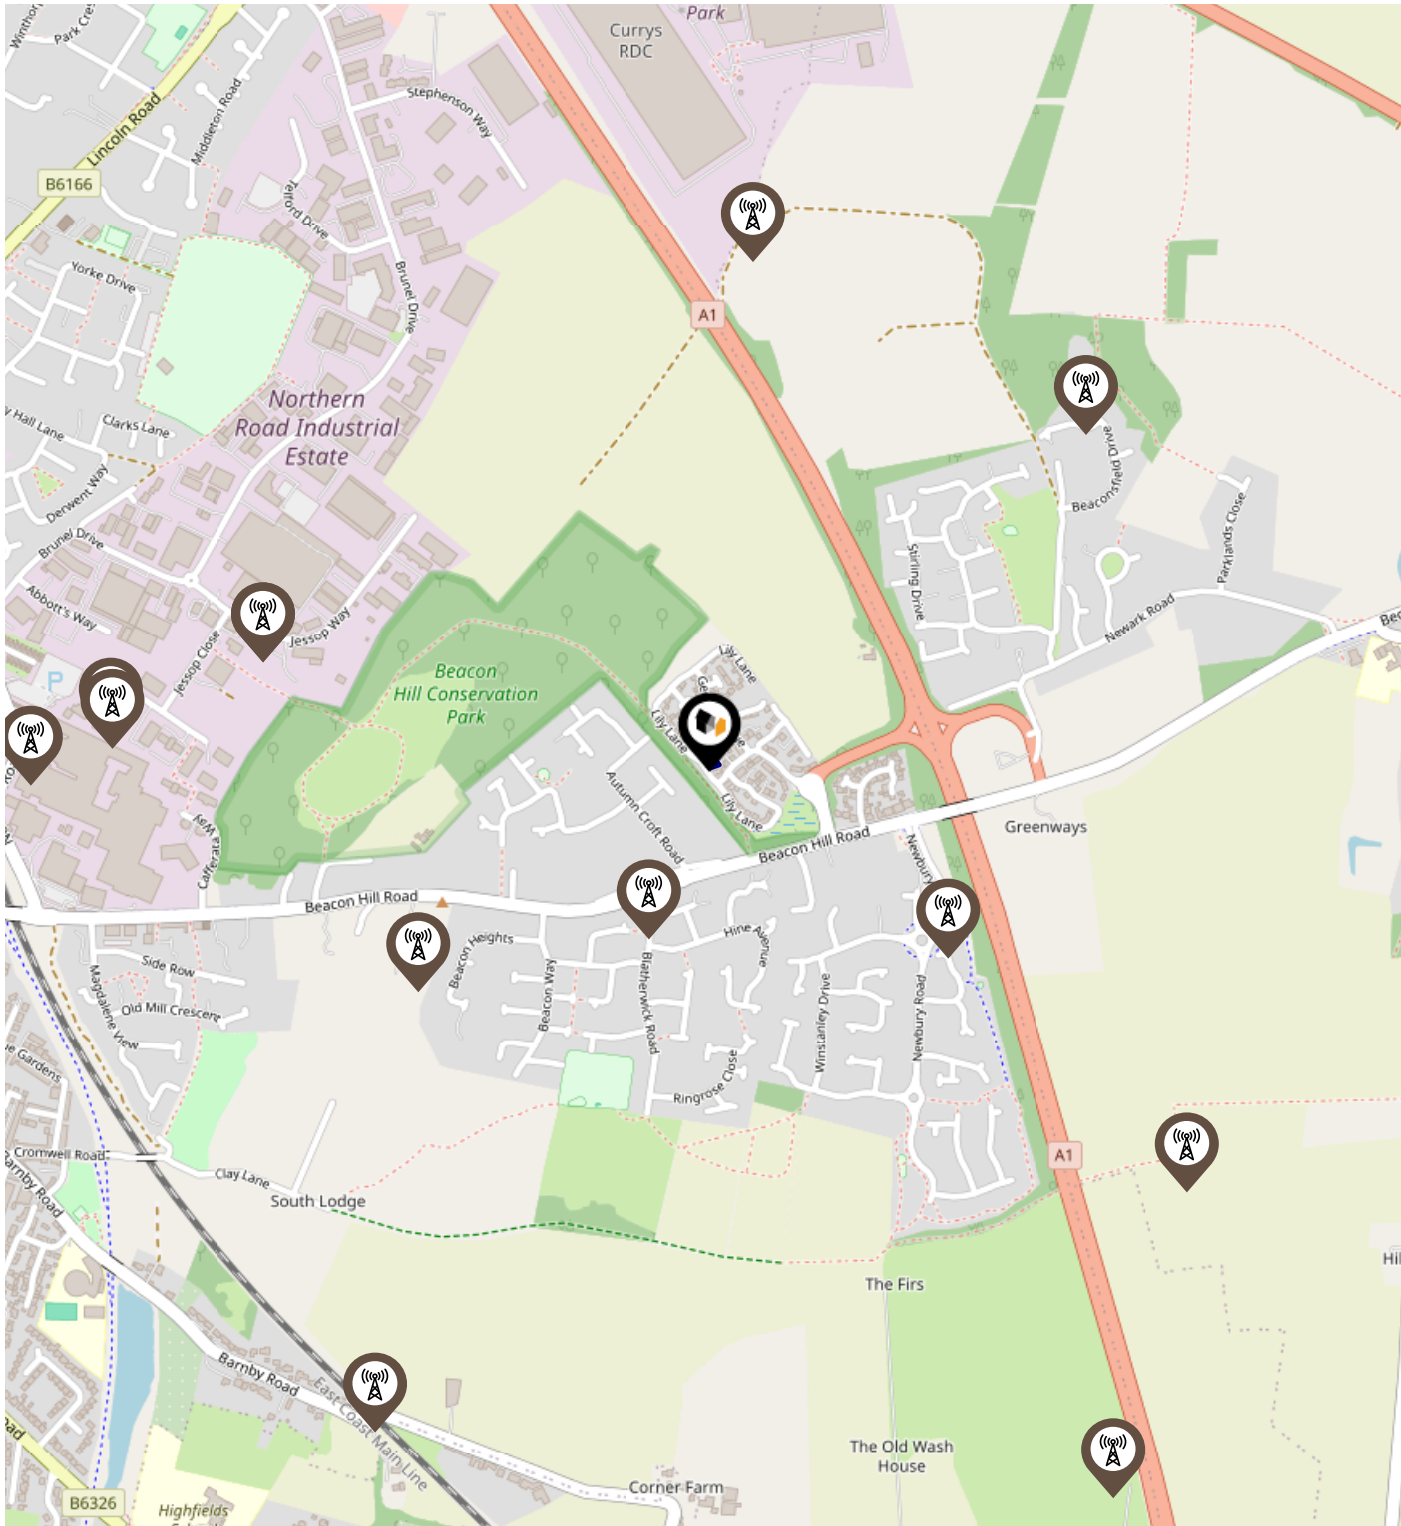 Park
Currys
RDC
Park Cres
Stephenson Way
Lincoln Road
Middleton Road
B6166
Telford Drive
Yorke Drive
Brunel Drive
A1
Northern
Road Industrial
Estate
Hall Lane
Clarks Lane
Beaconsfield Drive
Derwent Way
Parklands Close
Brunel Drive
Stirling Drive
Abbott's Way
Newark Road
Jessop Way
Jessop Close
Lily Lane
Beacon
Hill Conservation
Park
P
Lily Lane
Autumn Croft Road
Lily Lane
Greenways
Beacon Hill Road
Newbury
Cafferata Way
Beacon Hill Road
Hine Avenue
Beacon Heights
Side Row
Beacon Way
Blatherwick Road
Winstanley Drive
Newbury Road
Magdalene View
Old Mill Crescent
Gardens
Ringrose Close
Cromwell Road
A1
Barnby Road
Clay Lane
South Lodge
The Firs
Barnby Road
East Coast Main Line
The Old Wash
House
Corner Farm
B6326
Highfields